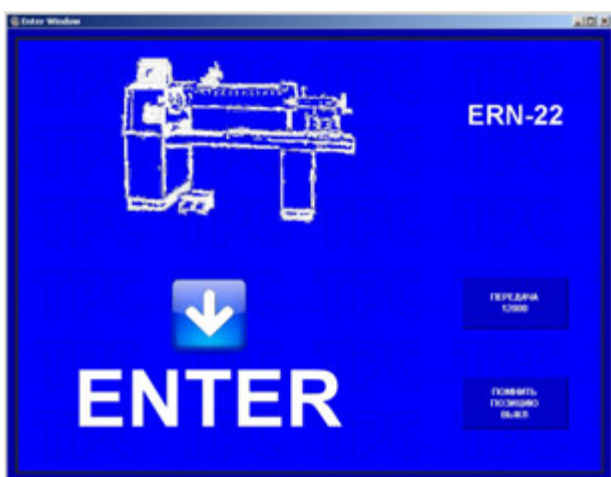 Enter Window
ERN-22
ПЕРЕДАЧА
12000
ENTER
ПОМНИТЬ
ПОЗИЦИЮ
ВЫКЛ